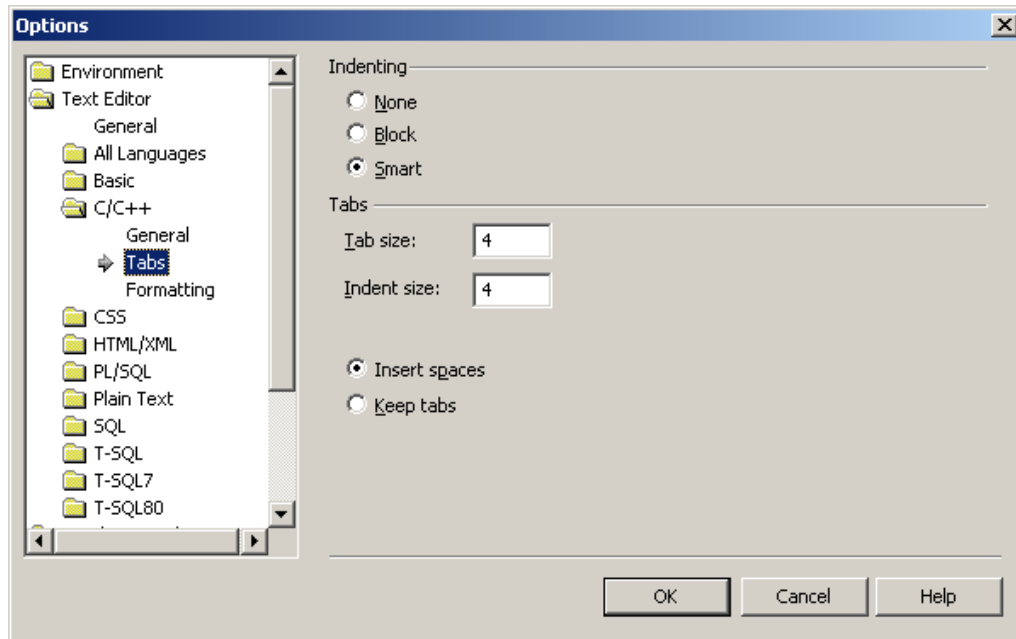 Options
Environment
Text Editor
General
All Languages
Basic
C/C++
General
Tabs
Formatting
CSS
HTML/XML
PL/SQL
Plain Text
SQL
T-SQL
T-SQL7
T-SQL80
Indenting
None
Block
Smart
Tabs
Tab size: 4
Indent size: 4
Insert spaces
Keep tabs
OK Cancel Help